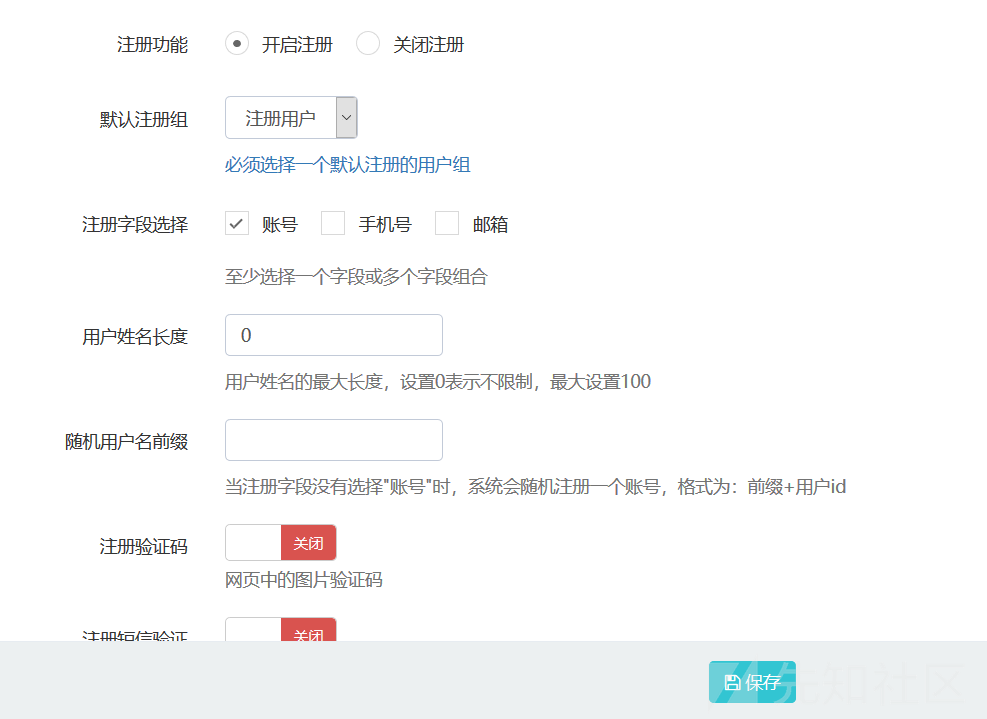 注册功能 开启注册 关闭注册
默认注册组 注册用户
必须选择一个默认注册的用户组
注册字段选择 账号 手机号 邮箱
至少选择一个字段或多个字段组合
用户姓名长度 0
用户姓名的最大长度，设置0表示不限制，最大设置100
随机用户名前缀
当注册字段没有选择"账号"时，系统会随机注册一个账号，格式为：前缀+用户id
注册验证码 关闭
网页中的图片验证码
注册短信验证 关闭
保存
先知社区